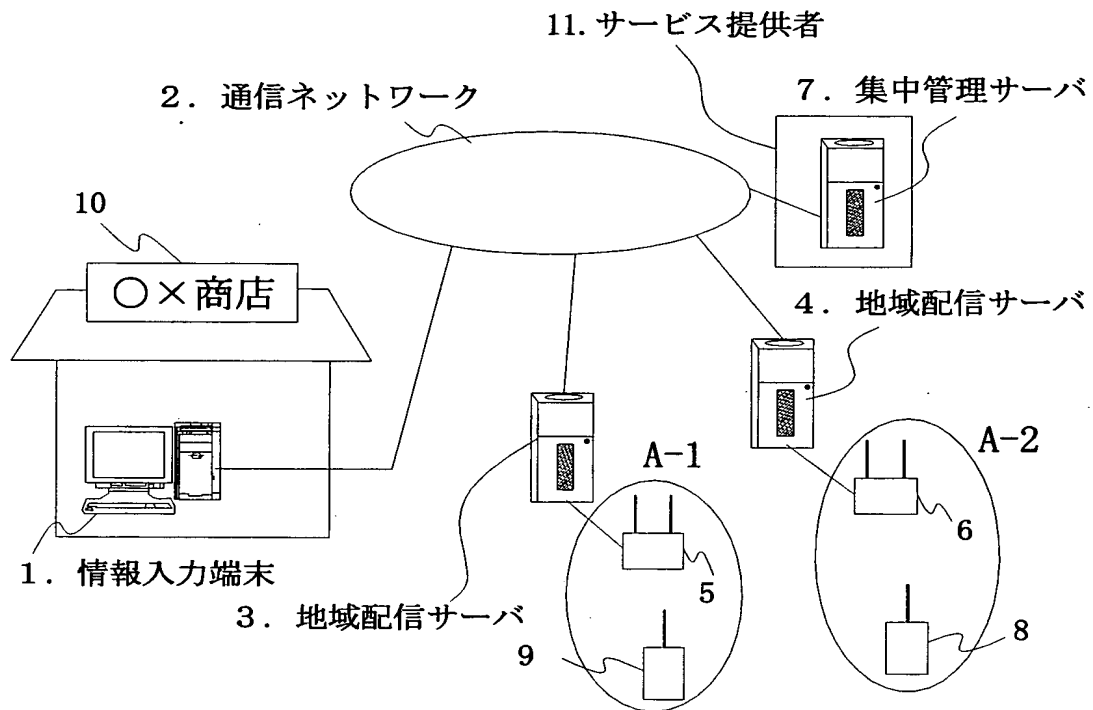 11. サービス提供者
2. 通信ネットワーク
7. 集中管理サーバ
10
○×商店
4. 地域配信サーバ
A-1
A-2
6
5
1. 情報入力端末
3. 地域配信サーバ
9
8